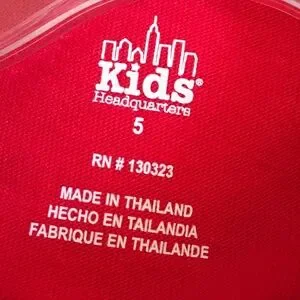 Kids®
Headquarters
5
RN # 130323
MADE IN THAILAND
HECHO EN TAILANDIA
FABRIQUE EN THAILANDE